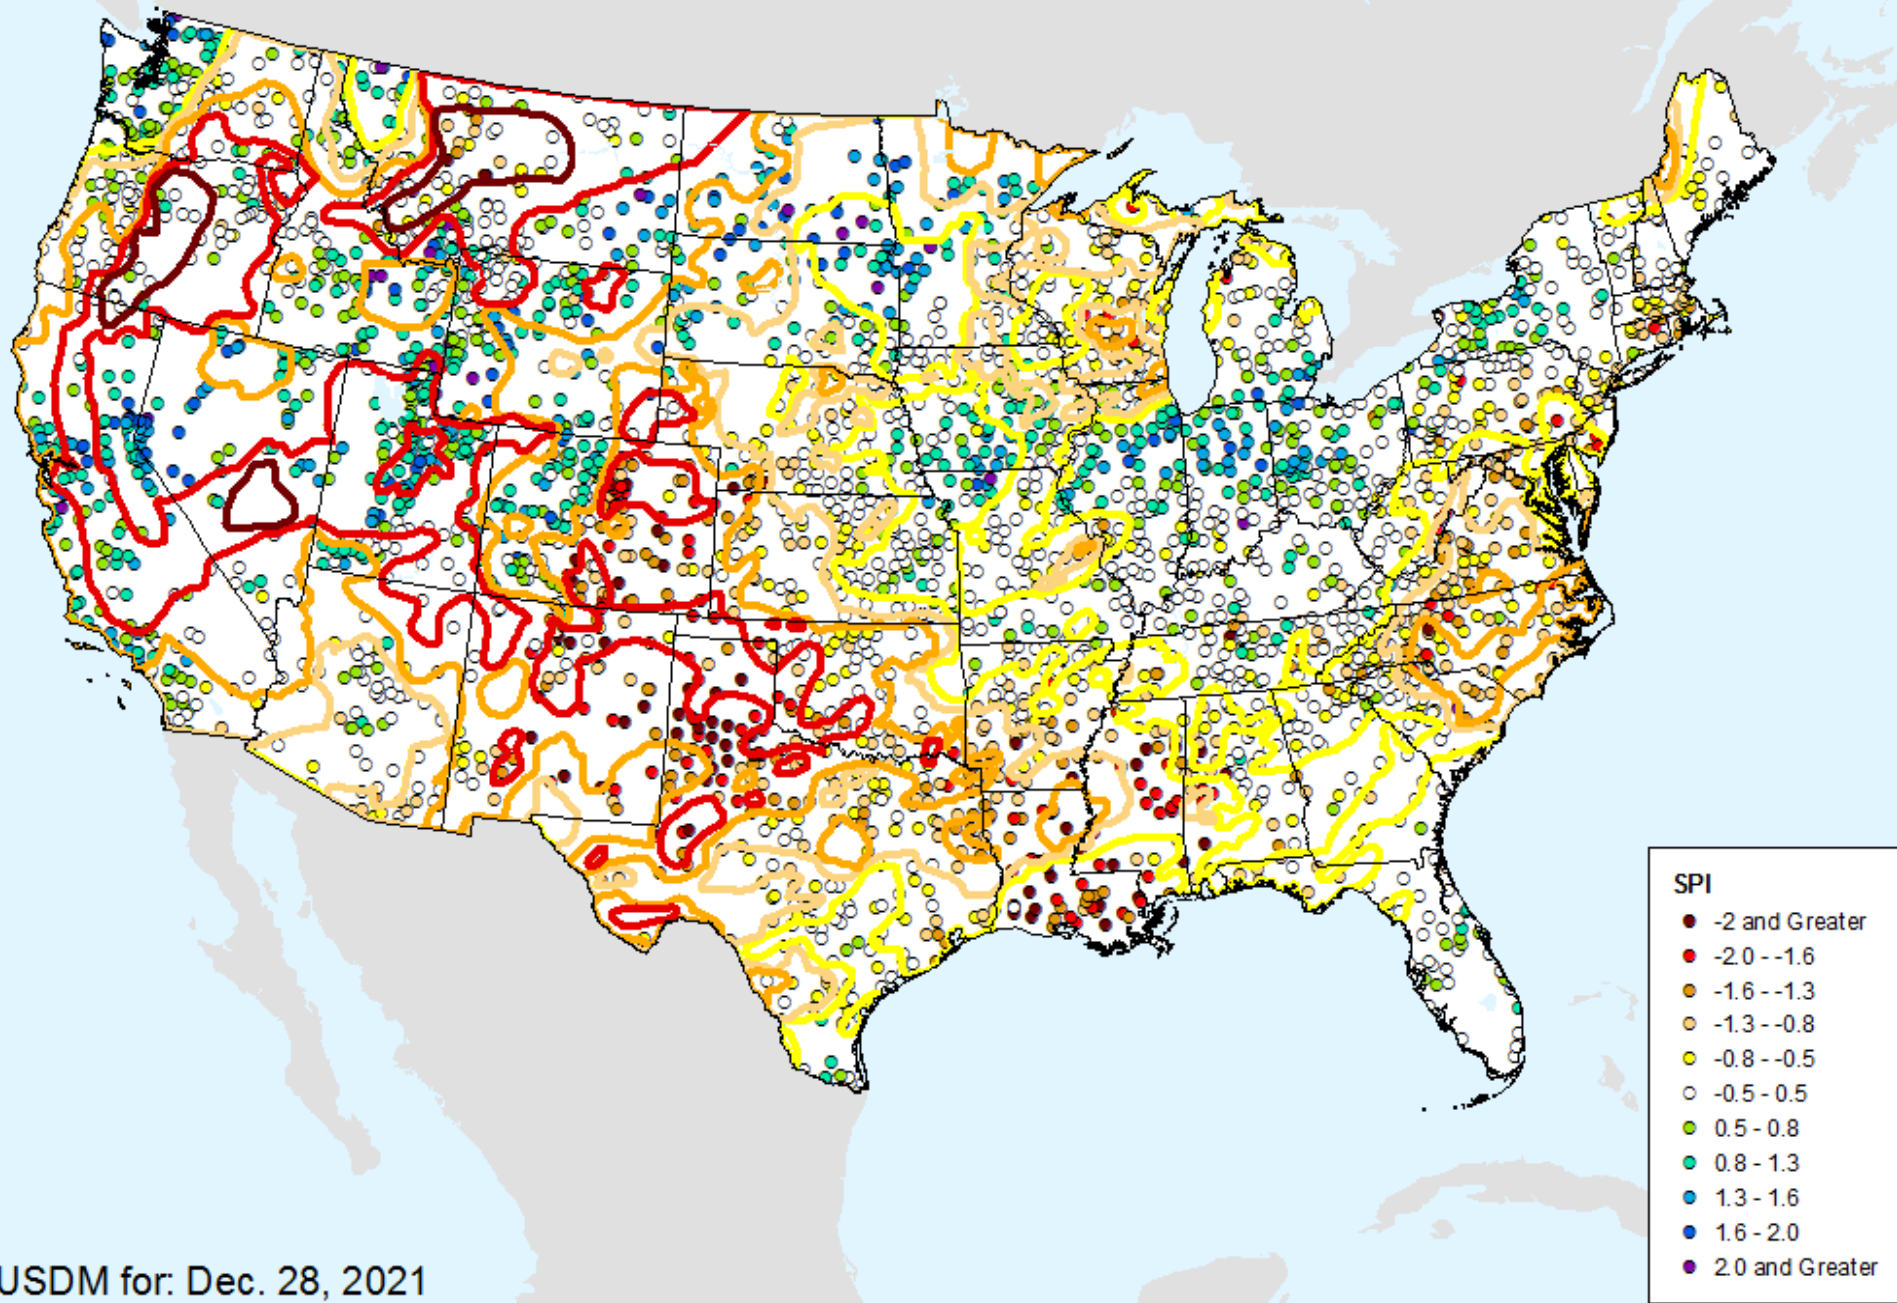 SPI
-2 and Greater
-2.0 - -1.6
-1.6 - -1.3
-1.3 - -0.8
-0.8 - -0.5
-0.5 - 0.5
0.5 - 0.8
0.8 - 1.3
1.3 - 1.6
1.6 - 2.0
2.0 and Greater
USDM for: Dec. 28, 2021